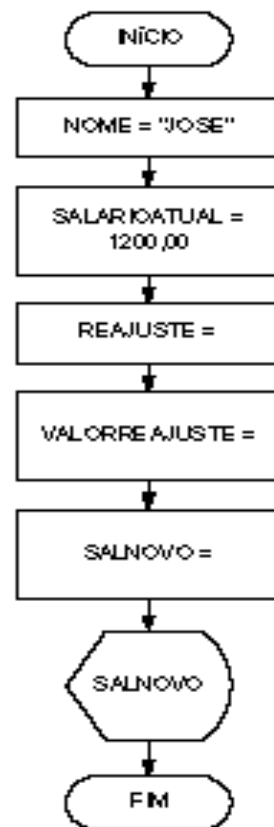 INÍCIO
NOME = "JOSE"
SALARIOATUAL =
1200,00
REAJUSTE =
VALORREAJUSTE =
SALNOVO =
SALNOVO
FIM